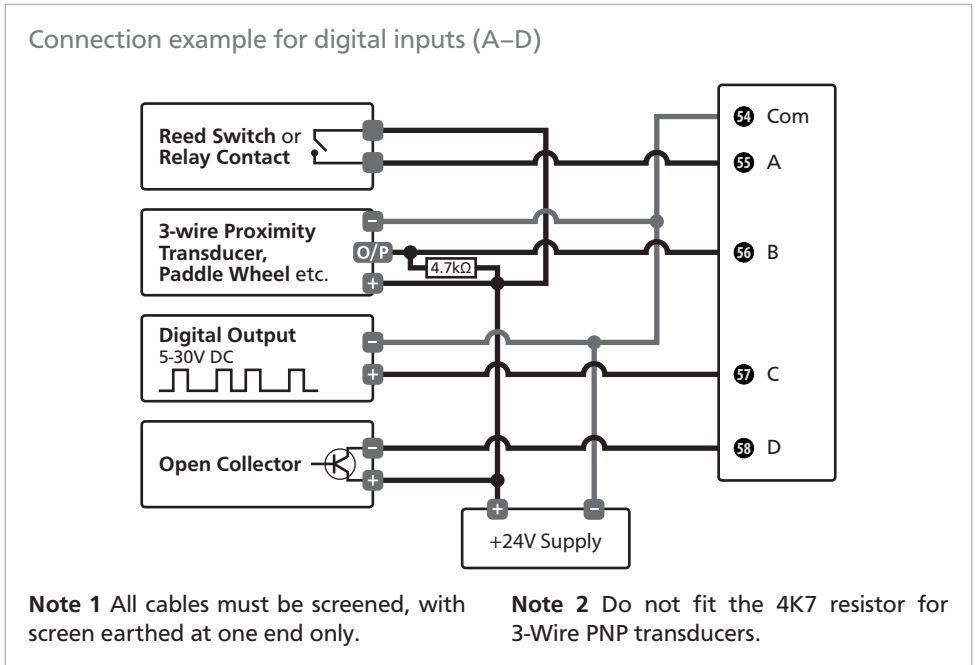 Connection example for digital inputs (A–D)
Reed Switch or
Relay Contact
3-wire Proximity
Transducer,
Paddle Wheel etc.
−
O/P
+
4.7kΩ
Digital Output
5-30V DC
−
+
Open Collector
−
+
54 Com
55 A
56 B
57 C
58 D
+ −
+24V Supply
Note 1 All cables must be screened, with
screen earthed at one end only.
Note 2 Do not fit the 4K7 resistor for
3-Wire PNP transducers.